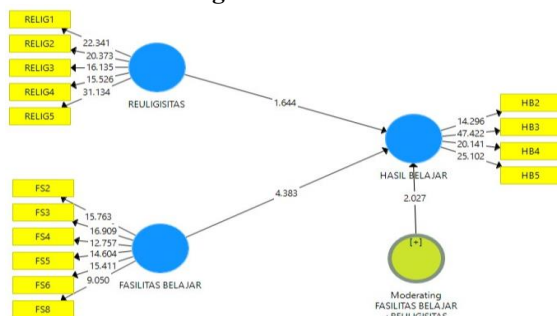 RELIG1
RELIG2
RELIG3
RELIG4
RELIG5
22.341
20.373
16.135
15.526
31.134
REULIGISITAS
1.644
HB2
HB3
HB4
HB5
14.296
47.422
20.141
25.102
HASIL BELAJAR
4.383
2.027
FS2
FS3
FS4
FS5
FS6
FS8
15.763
16.909
12.757
14.604
15.411
9.050
FASILITAS BELAJAR
[+]
Moderating
FASILITAS BELAJAR